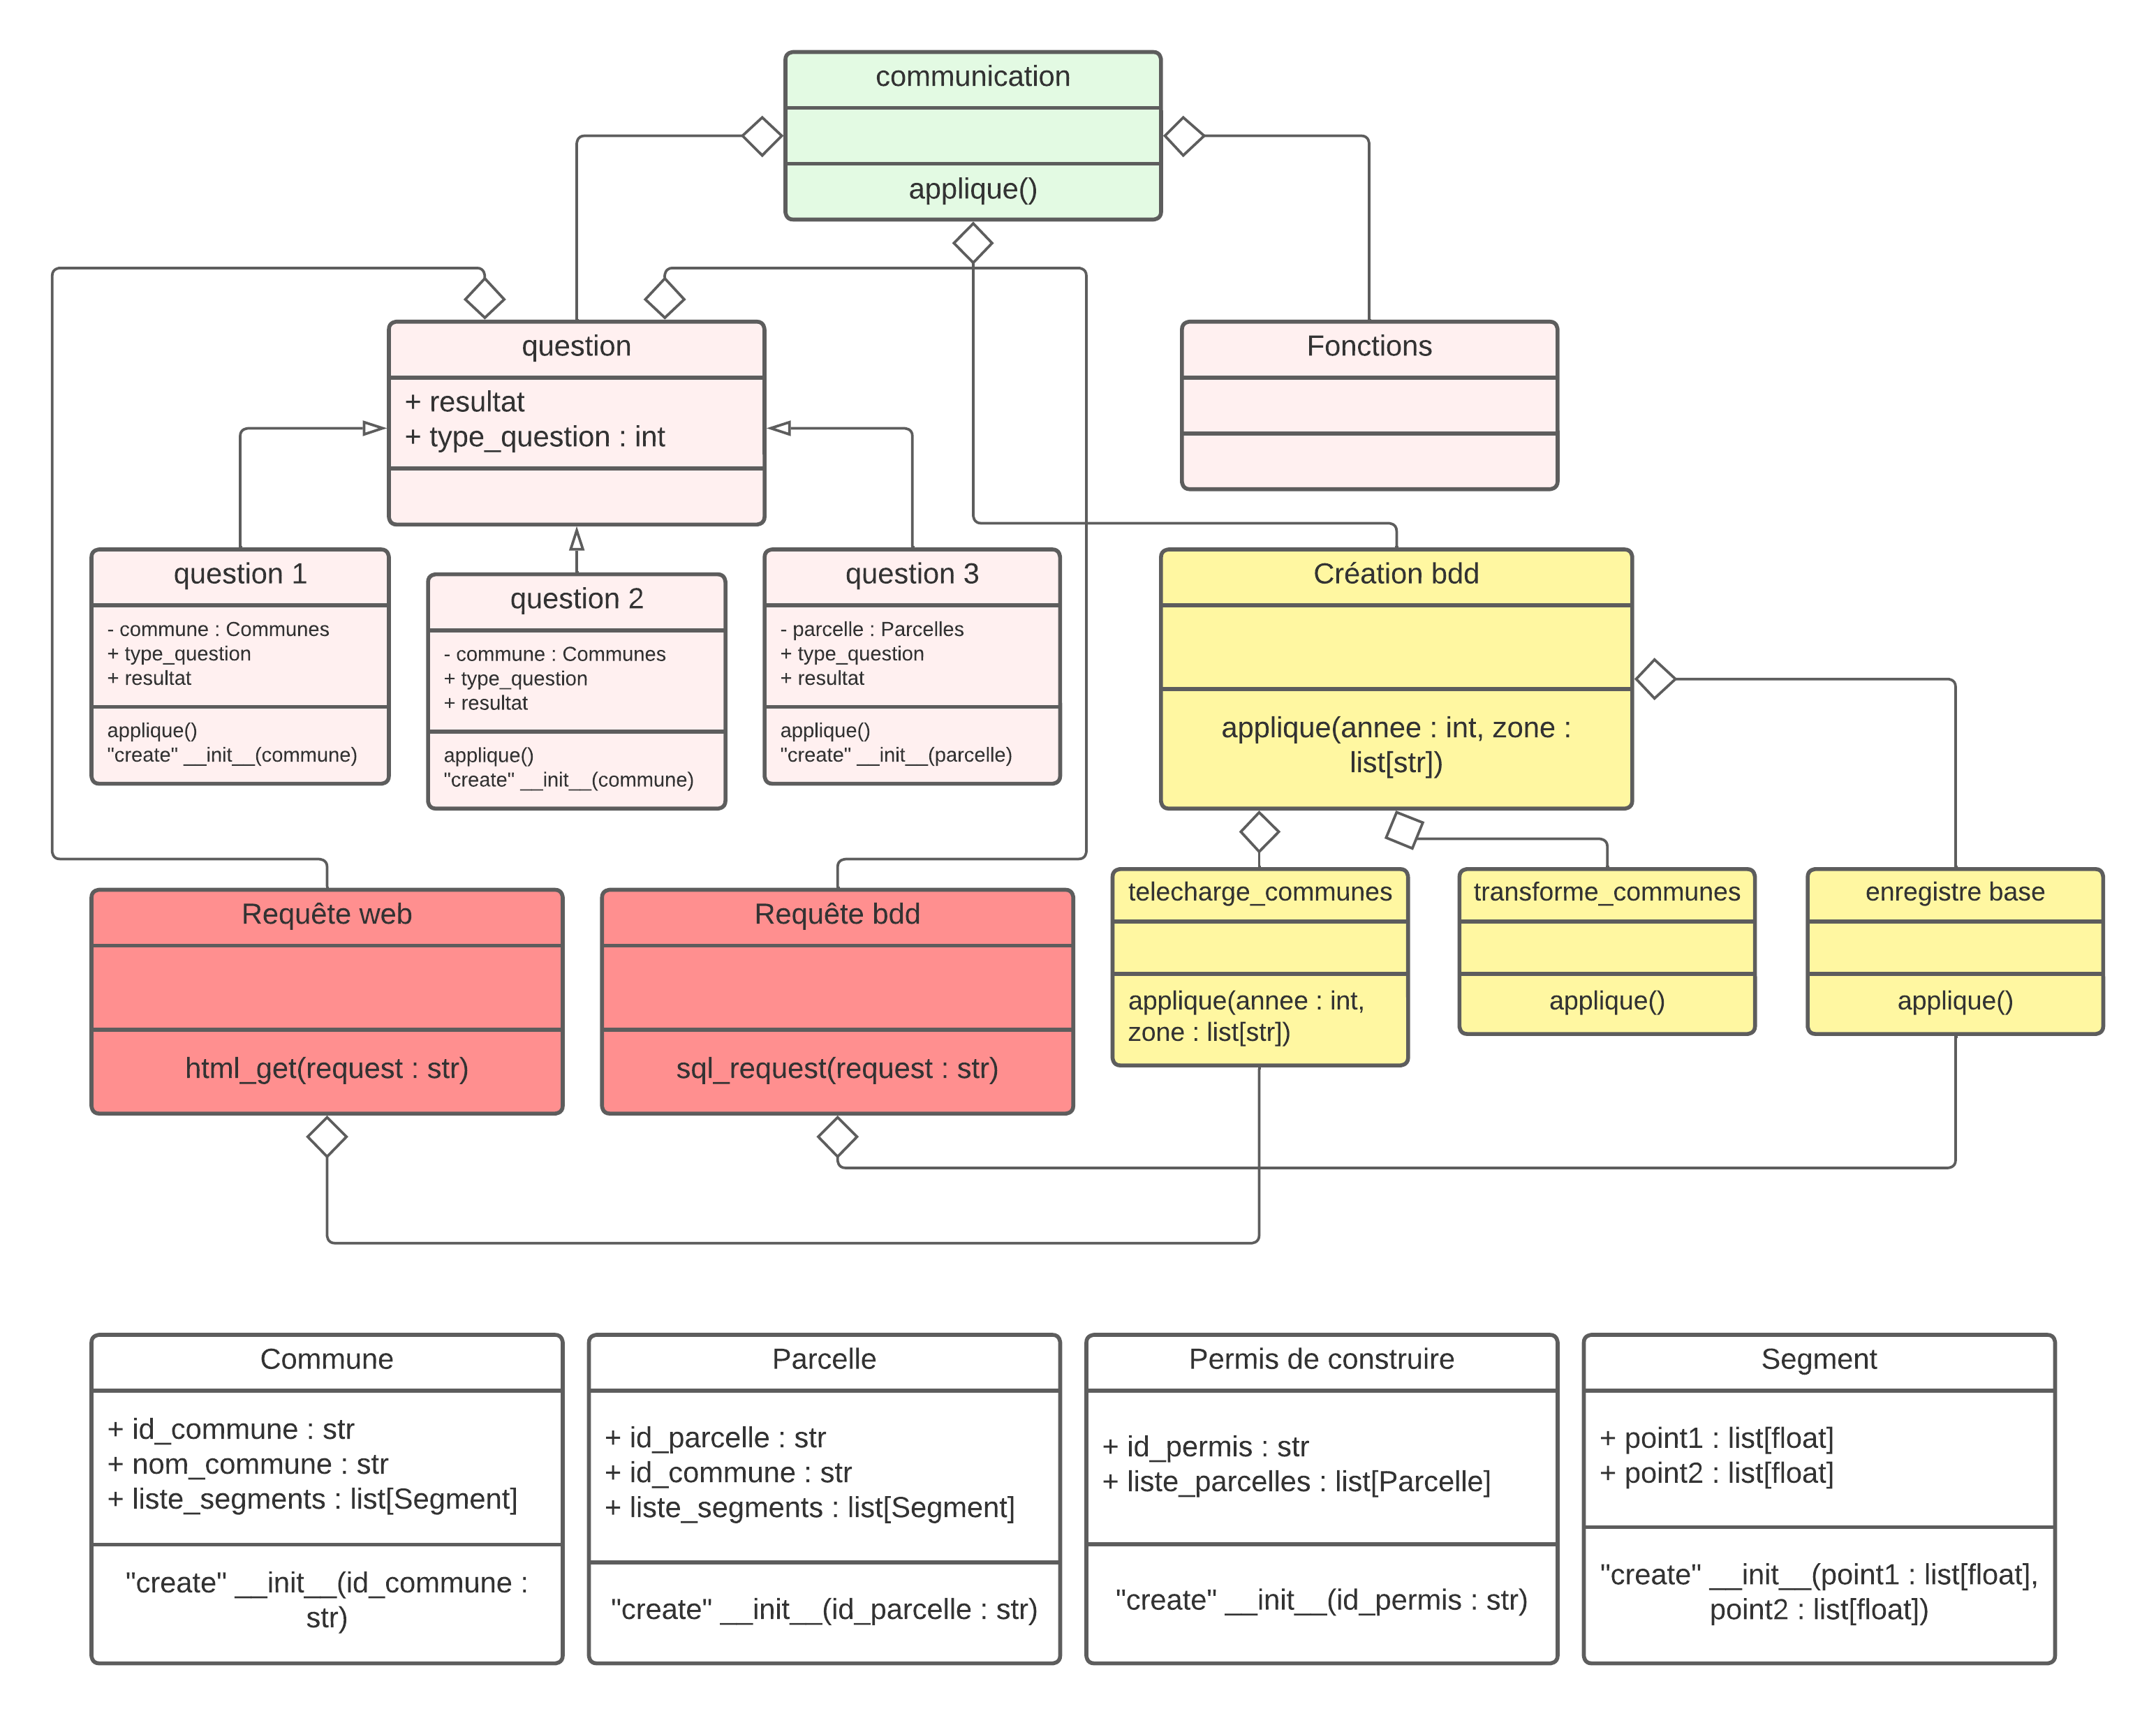 communication
applique()
question
+ resultat
+ type_question : int
Fonctions
question 1
- commune : Communes
+ type_question
+ resultat
applique()
"create" __init__(commune)
question 2
- commune : Communes
+ type_question
+ resultat
applique()
"create" __init__(commune)
question 3
- parcelle : Parcelles
+ type_question
+ resultat
applique()
"create" __init__(parcelle)
Création bdd
applique(annee : int, zone :
list[str])
Requête web
html_get(request : str)
Requête bdd
sql_request(request : str)
telecharge_communes
applique(annee : int,
zone : list[str])
transforme_communes
applique()
enregistre base
applique()
Commune
+ id_commune : str
+ nom_commune : str
+ liste_segments : list[Segment]
"create" __init__(id_commune :
str)
Parcelle
+ id_parcelle : str
+ id_commune : str
+ liste_segments : list[Segment]
"create" __init__(id_parcelle : str)
Permis de construire
+ id_permis : str
+ liste_parcelles : list[Parcelle]
"create" __init__(id_permis : str)
Segment
+ point1 : list[float]
+ point2 : list[float]
"create" __init__(point1 : list[float],
point2 : list[float])